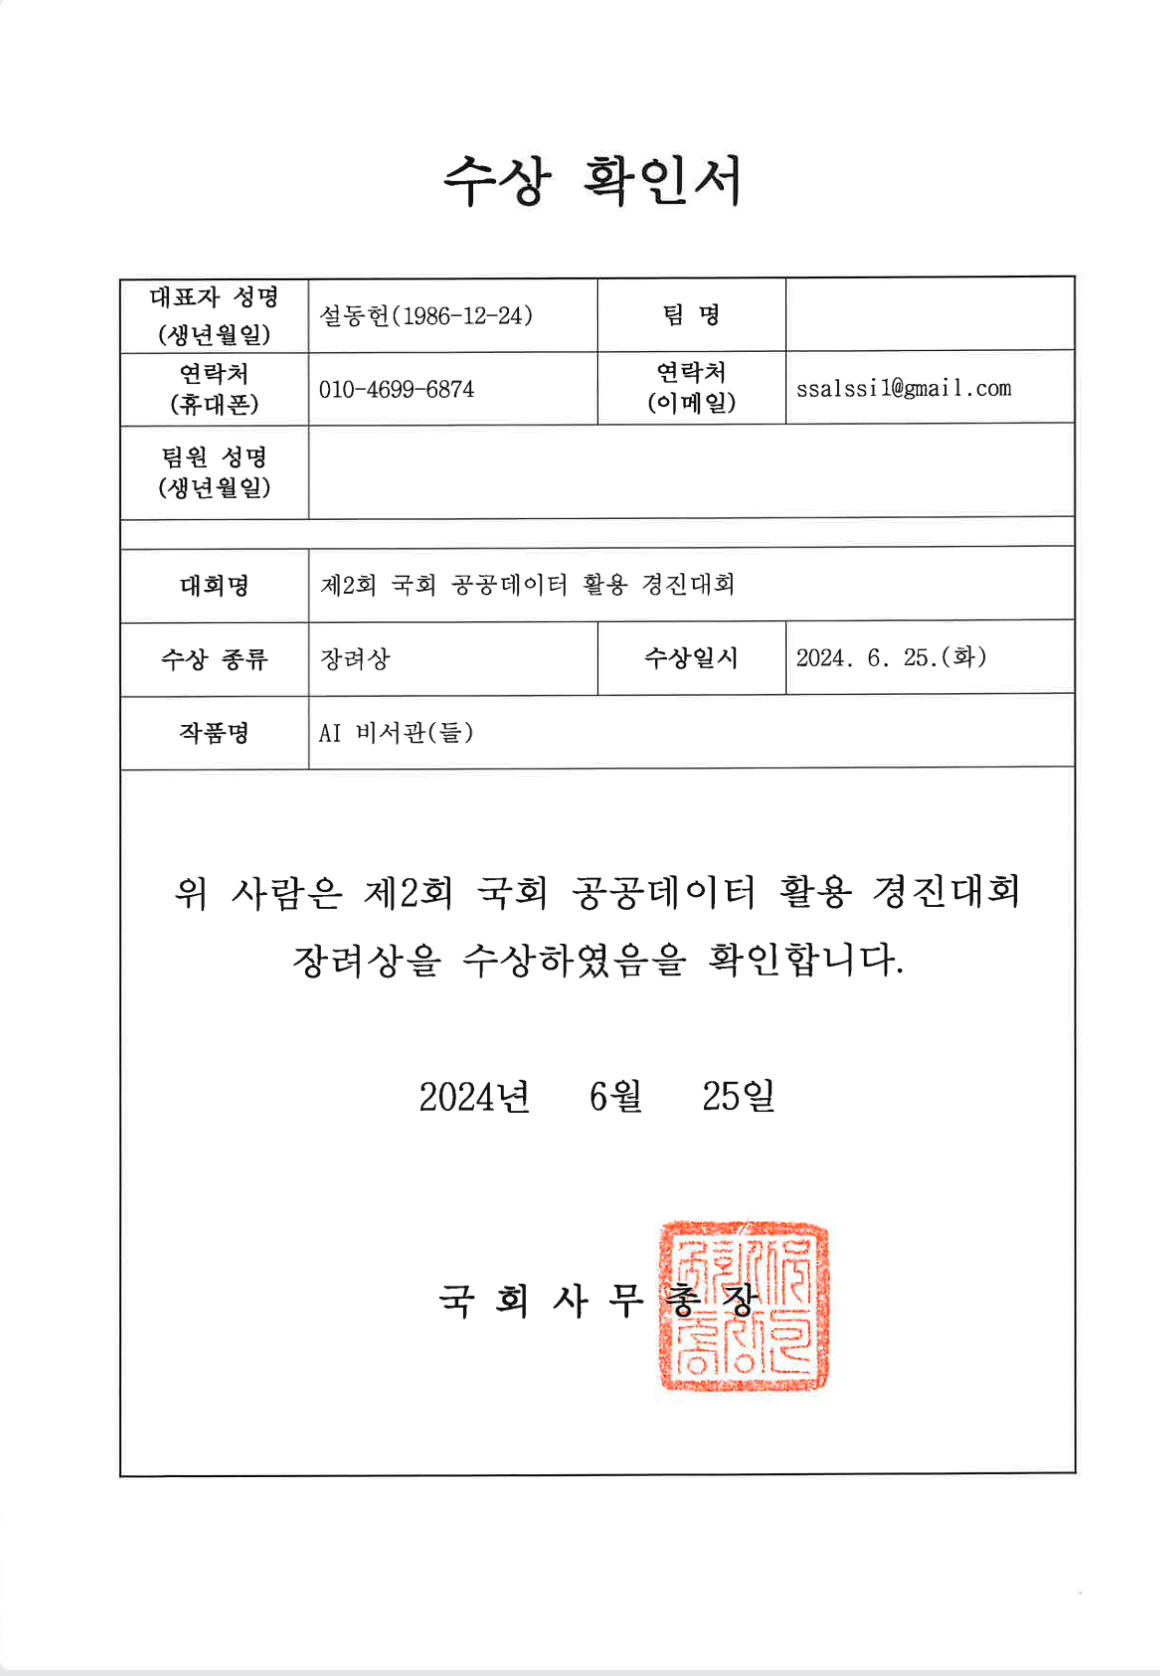 수상 확인서
대표자 성명
(생년월일)
설동헌(1986-12-24)
팀 명
연락처
(휴대폰)
010-4699-6874
연락처
(이메일)
ssalssi1@gmail.com
팀원 성명
(생년월일)
대회명
제2회 국회 공공데이터 활용 경진대회
수상 종류
장려상
수상일시
2024. 6. 25.(화)
작품명
AI 비서관(들)
위 사람은 제2회 국회 공공데이터 활용 경진대회
장려상을 수상하였음을 확인합니다.
2024년 6월 25일
국회사무총장